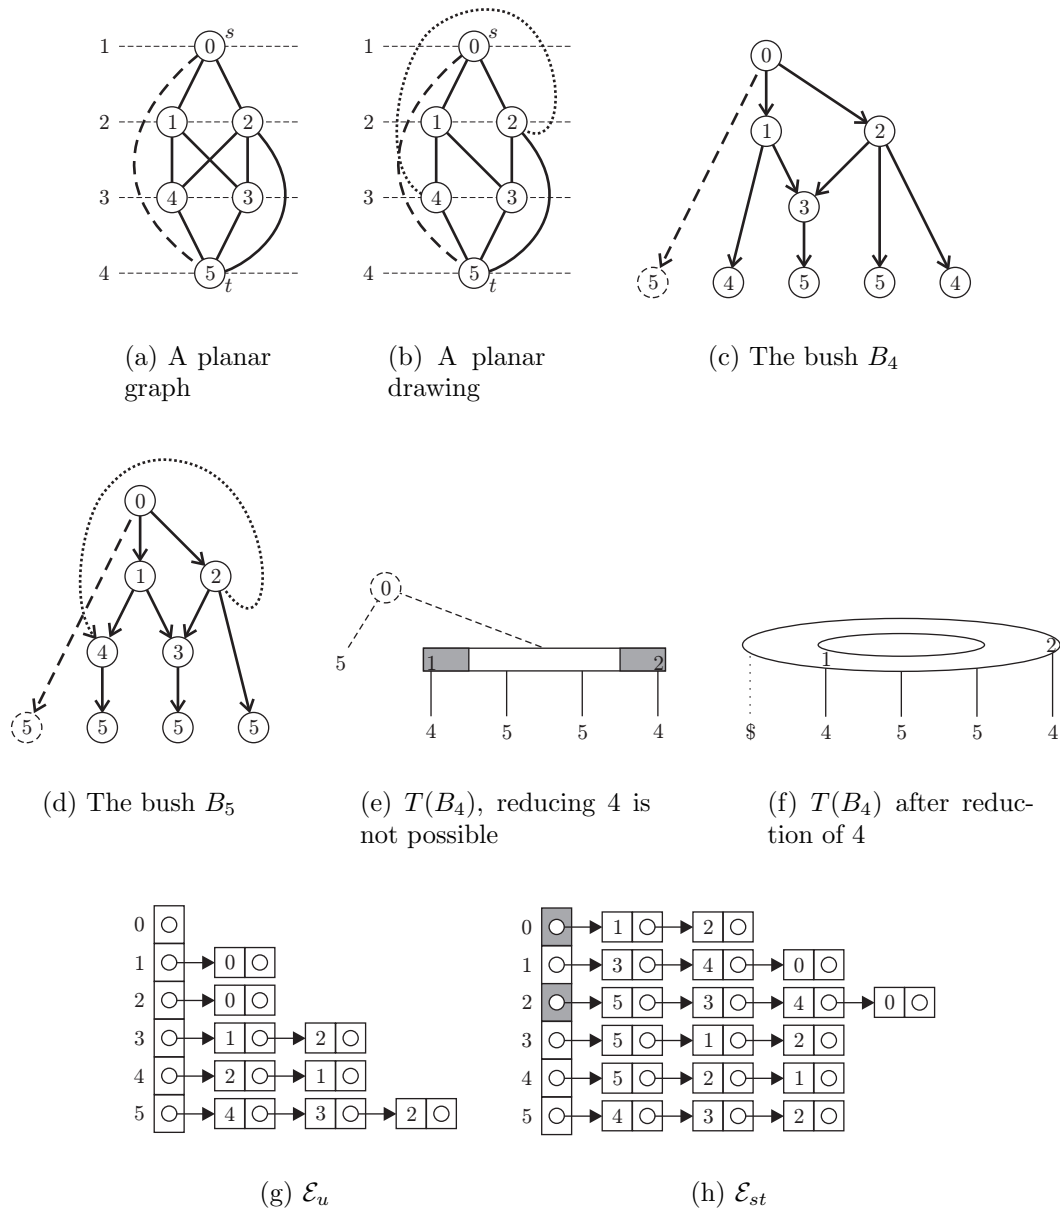 1 0 s
2 1 2
3 4 3
4 5 t
(a) A planar
graph
1 0 s
2 1 2
3 4 3
4 5 t
(b) A planar
drawing
0
1 2
3
5 4 5 5 4
(c) The bush B4
0
1 2
4 3
5 5 5 5
(d) The bush B5
0
5 1 2
4 5 5 4
(e) T(B4), reducing 4 is
not possible
1 2
$ 4 5 5 4
(f) T(B4) after reduc-
tion of 4
0
1 0
2 0
3 1 2
4 2 1
5 4 3 2
(g) ℰu
0 1 2
1 3 4 0
2 5 3 4 0
3 5 1 2
4 5 2 1
5 4 3 2
(h) ℰst